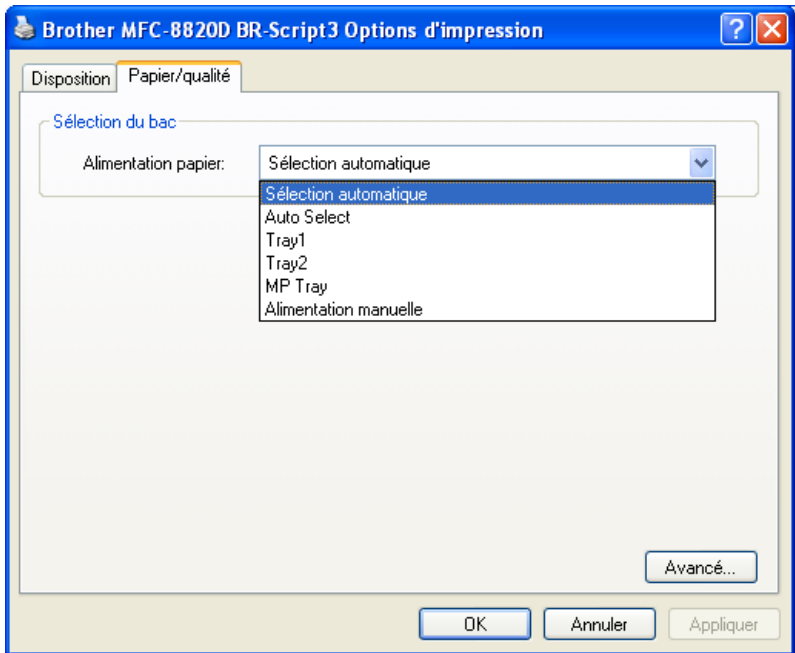 Brother MFC-8820D BR-Script3 Options d'impression
Disposition Papier/qualité
Sélection du bac
Alimentation papier: Sélection automatique
Sélection automatique
Auto Select
Tray1
Tray2
MP Tray
Alimentation manuelle
Avancé...
OK Annuler Appliquer